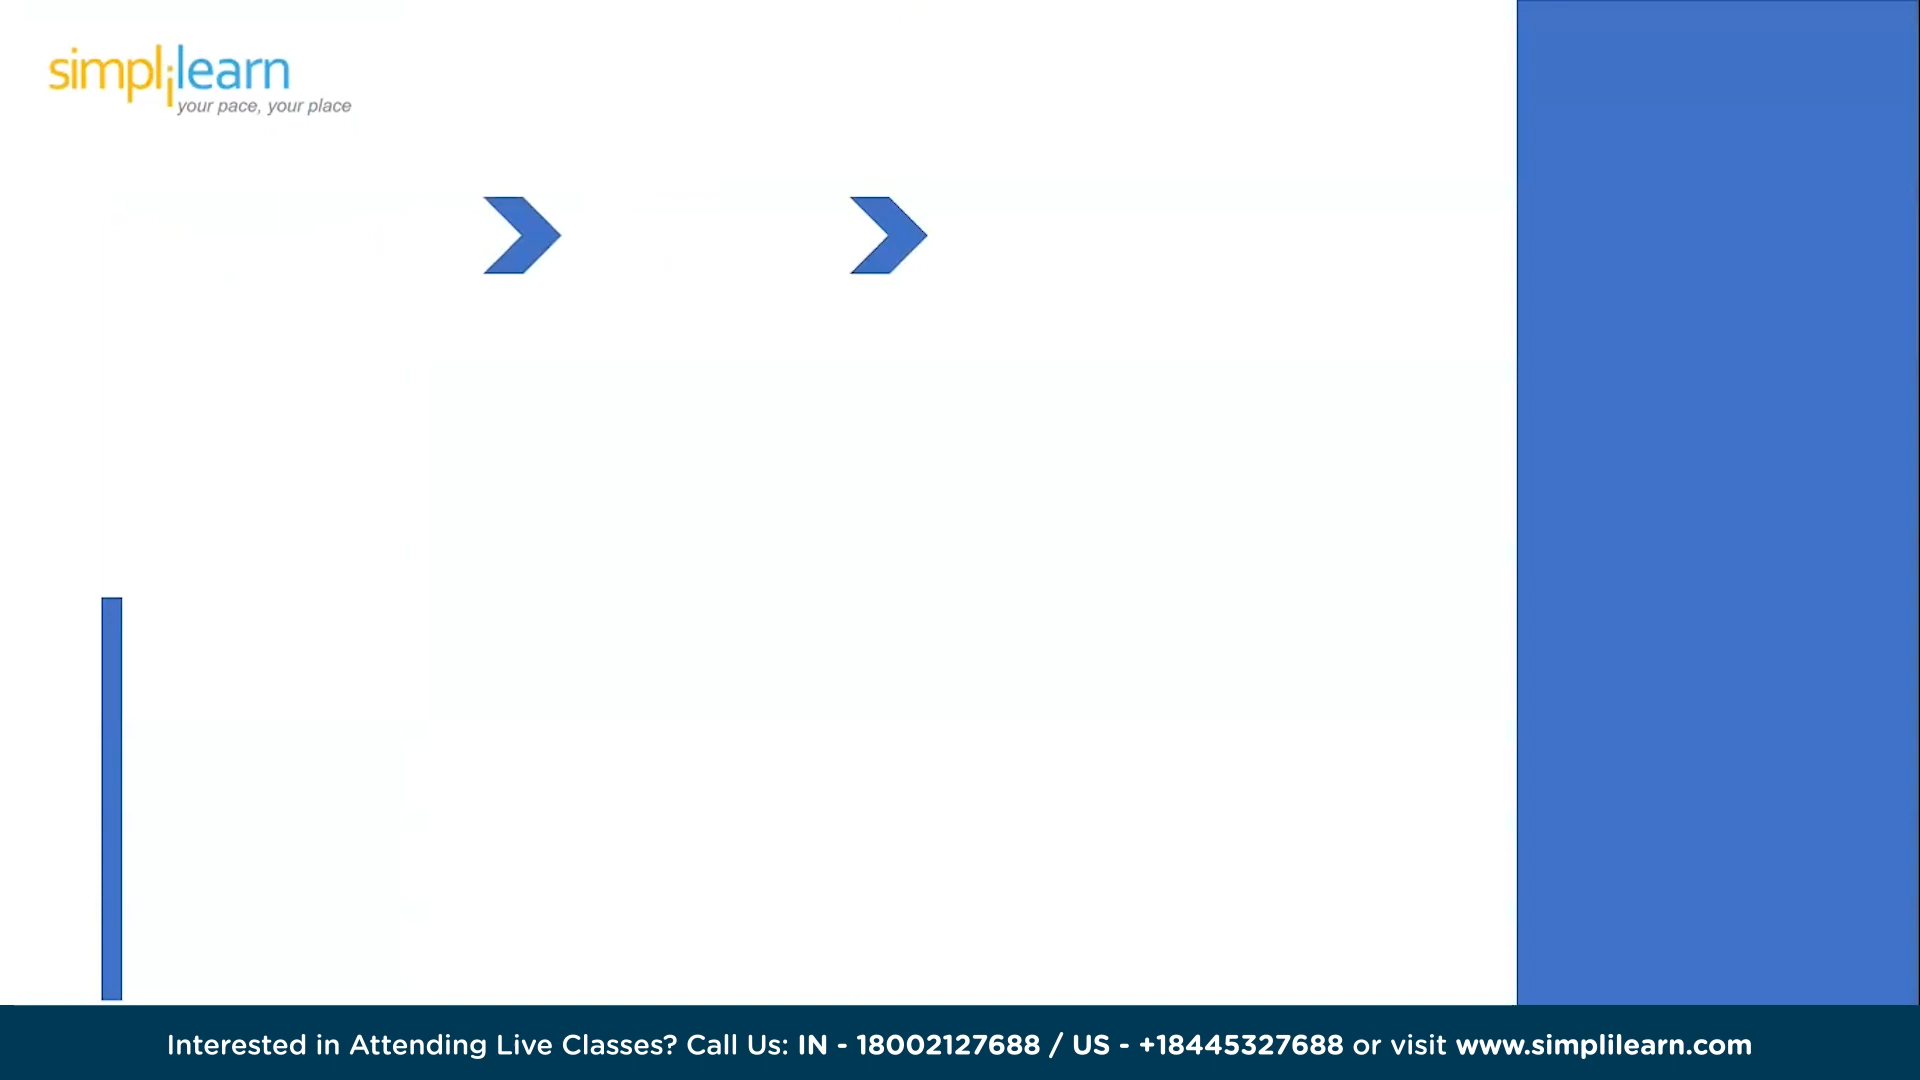 simplilearn
your pace, your place
Interested in Attending Live Classes? Call Us: IN - 18002127688 / US - +18445327688 or visit www.simplilearn.com